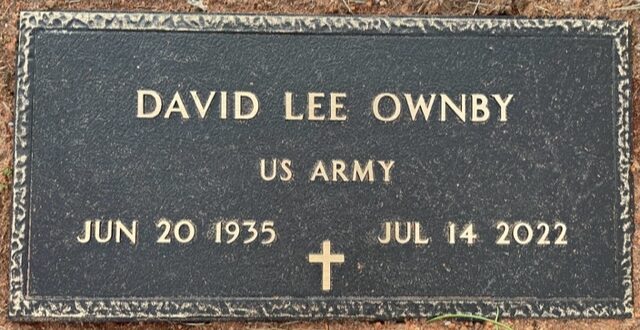 DAVID LEE OWNBY
US ARMY
JUN 20 1935 JUL 14 2022